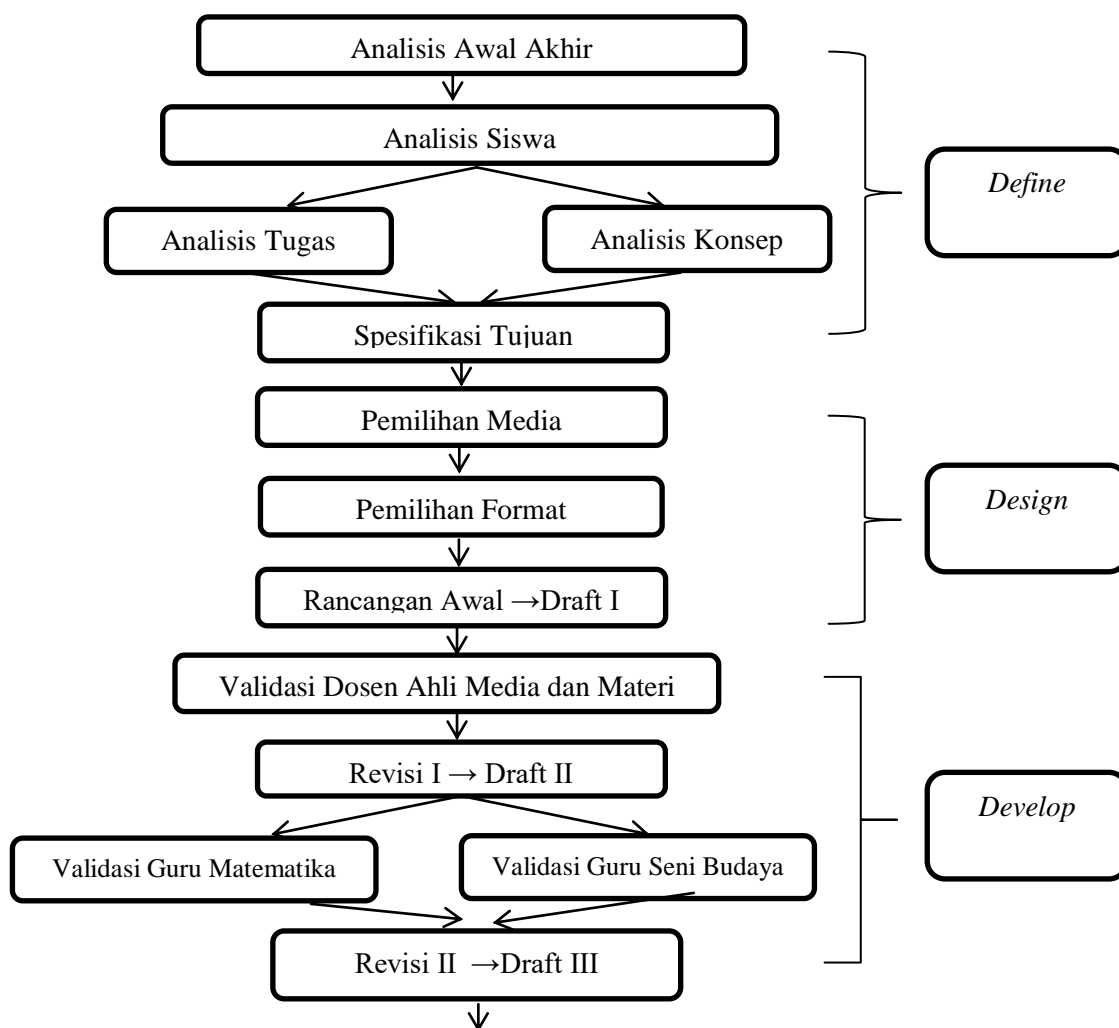 Analisis Awal Akhir
Analisis Siswa
Define
Analisis Tugas
Analisis Konsep
Spesifikasi Tujuan
Pemilihan Media
Pemilihan Format
Design
Rancangan Awal →Draft I
Validasi Dosen Ahli Media dan Materi
Revisi I → Draft II
Develop
Validasi Guru Matematika
Validasi Guru Seni Budaya
Revisi II →Draft III